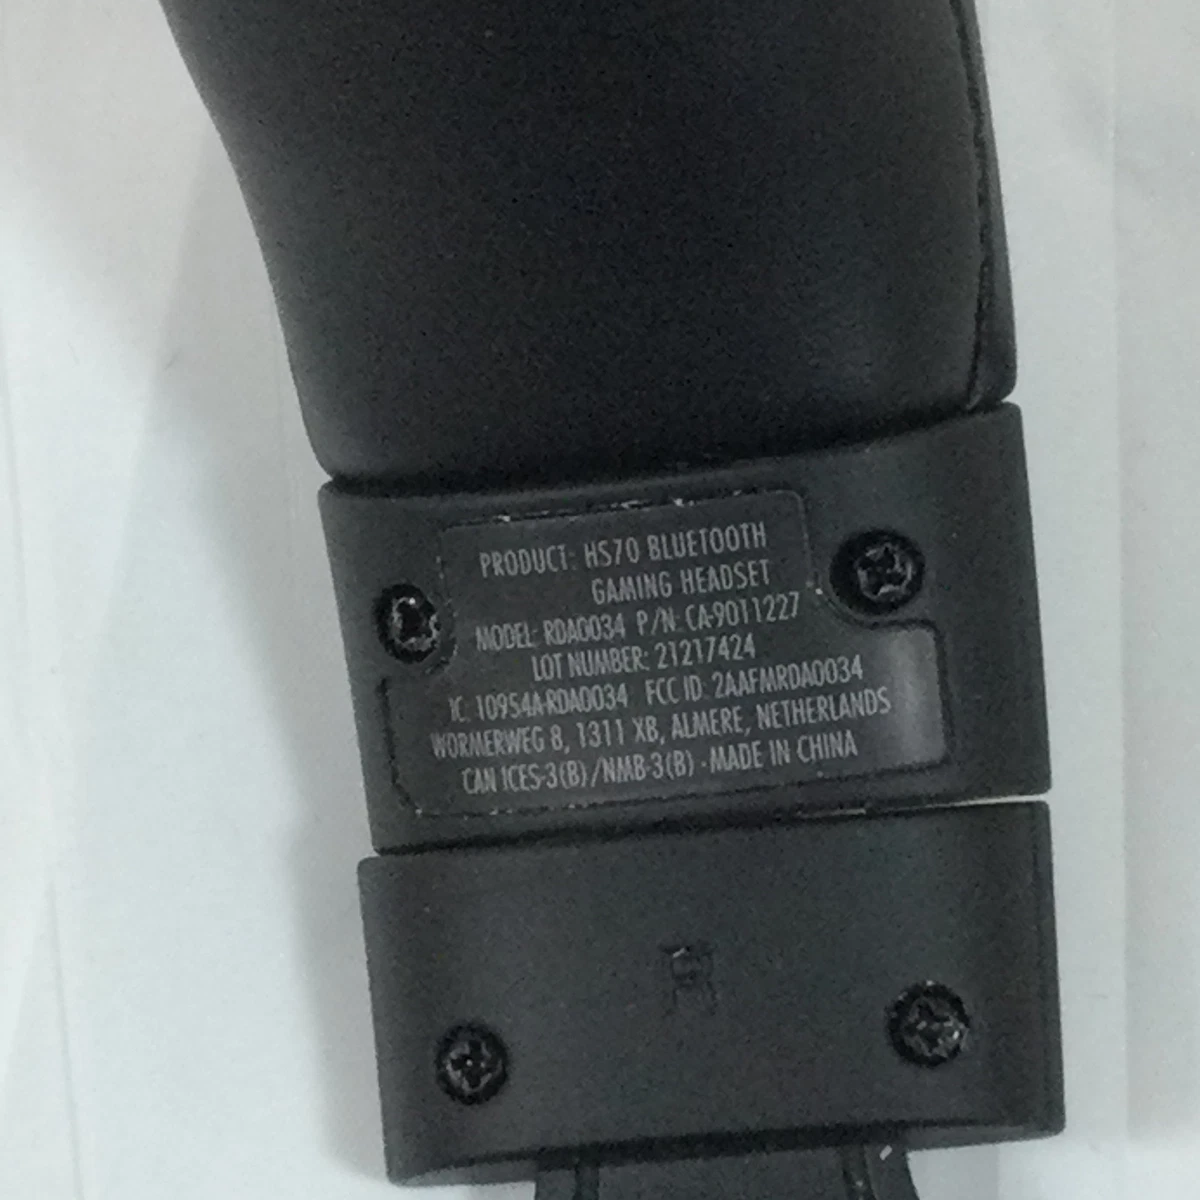 PRODUCT: HS70 BLUETOOTH
GAMING HEADSET
MODEL: RDA0034 P/N: CA-9011227
LOT NUMBER: 21217424
IC: 10954A-RDA0034 FCC ID: 2AAFMRDA0034
WORMERWEG 8, 1311 XB, ALMERE, NETHERLANDS
CAN ICES-3(B)/NMB-3(B) - MADE IN CHINA
R